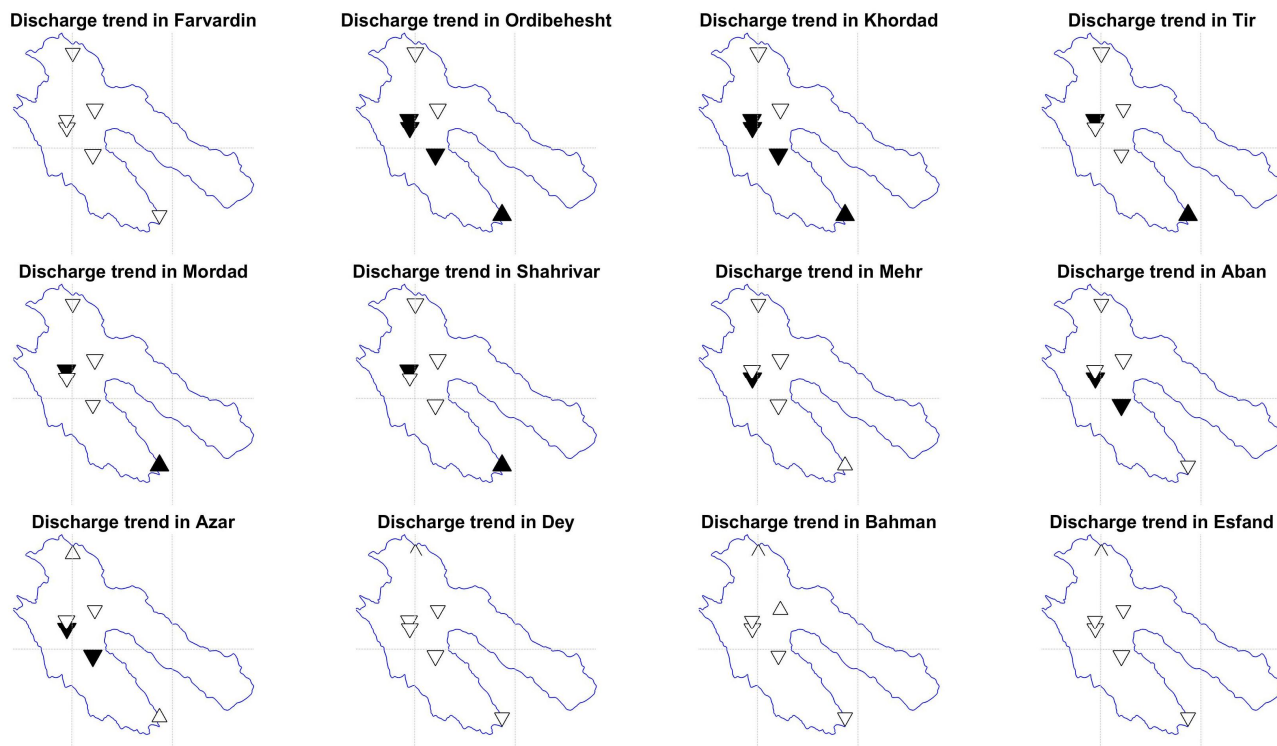 Discharge trend in Farvardin
Discharge trend in Ordibehesht
Discharge trend in Khordad
Discharge trend in Tir
Discharge trend in Mordad
Discharge trend in Shahrivar
Discharge trend in Mehr
Discharge trend in Aban
Discharge trend in Azar
Discharge trend in Dey
Discharge trend in Bahman
Discharge trend in Esfand